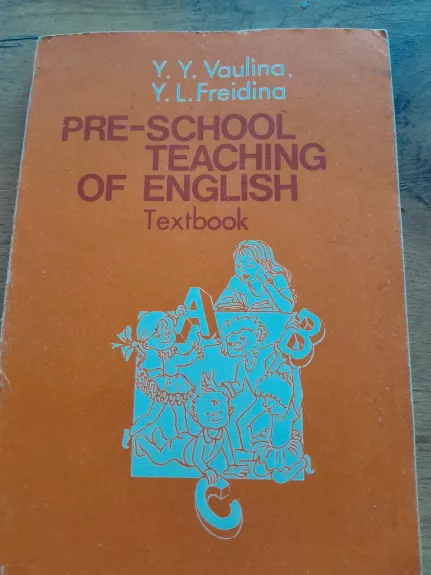 Y. Y. Vaulina,
Y. L. Freidina
PRE-SCHOOL
TEACHING
OF ENGLISH
Textbook
A
B
C